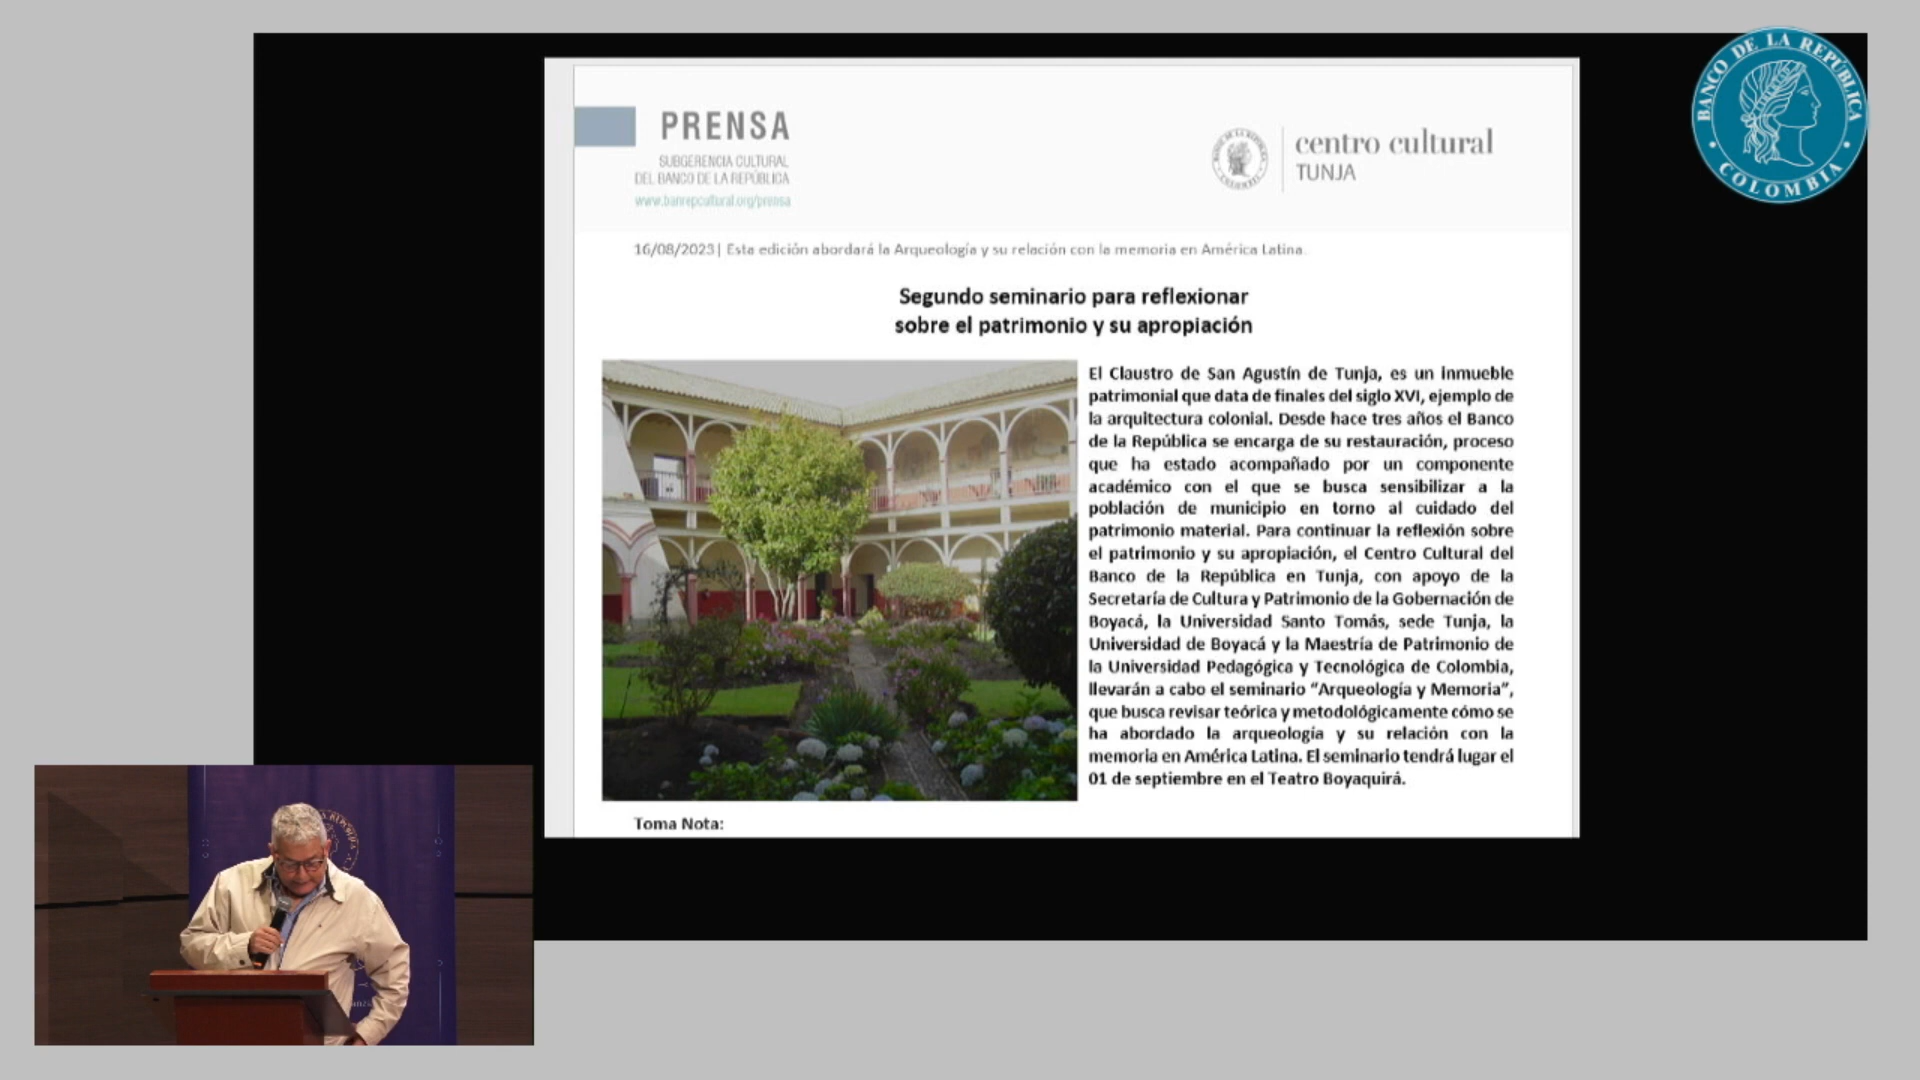 BANCO DE LA REPÚBLICA
COLOMBIA
PRENSA
SUBGERENCIA CULTURAL
DEL BANCO DE LA REPÚBLICA
www.banrepcultural.org/prensa
centro cultural
TUNJA
16/08/2023| Esta edición abordará la Arqueología y su relación con la memoria en América Latina.
Segundo seminario para reflexionar
sobre el patrimonio y su apropiación
El Claustro de San Agustín de Tunja, es un inmueble
patrimonial que data de finales del siglo XVI, ejemplo de
la arquitectura colonial. Desde hace tres años el Banco
de la República se encarga de su restauración, proceso
que ha estado acompañado por un componente
académico con el que se busca sensibilizar a la
población de municipio en torno al cuidado del
patrimonio material. Para continuar la reflexión sobre
el patrimonio y su apropiación, el Centro Cultural del
Banco de la República en Tunja, con apoyo de la
Secretaría de Cultura y Patrimonio de la Gobernación de
Boyacá, la Universidad Santo Tomás, sede Tunja, la
Universidad de Boyacá y la Maestría de Patrimonio de
la Universidad Pedagógica y Tecnológica de Colombia,
llevarán a cabo el seminario “Arqueología y Memoria”,
que busca revisar teórica y metodológicamente cómo se
ha abordado la arqueología y su relación con la
memoria en América Latina. El seminario tendrá lugar el
01 de septiembre en el Teatro Boyaquirá.
Toma Nota: